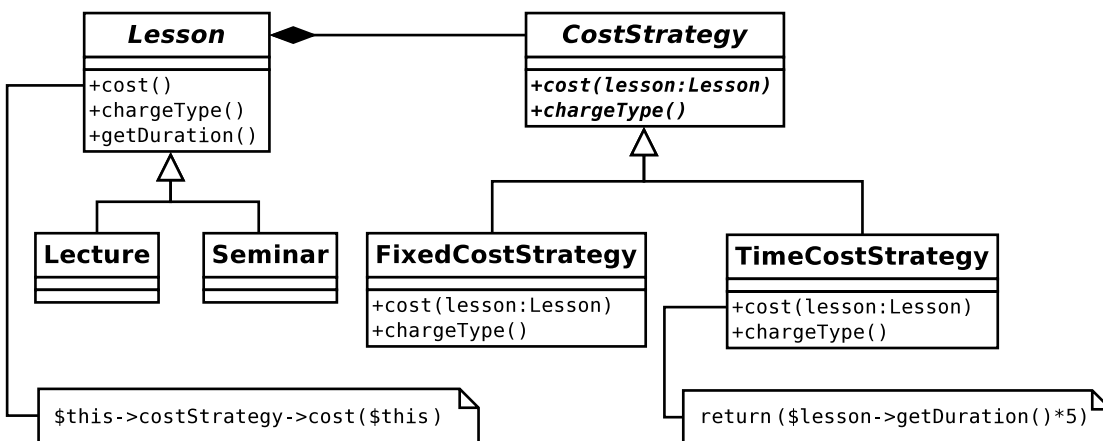 Lesson
+cost()
+chargeType()
+getDuration()
CostStrategy
+cost(lesson:Lesson)
+chargeType()
Lecture
Seminar
FixedCostStrategy
+cost(lesson:Lesson)
+chargeType()
TimeCostStrategy
+cost(lesson:Lesson)
+chargeType()
$this->costStrategy->cost($this)
return($lesson->getDuration()*5)